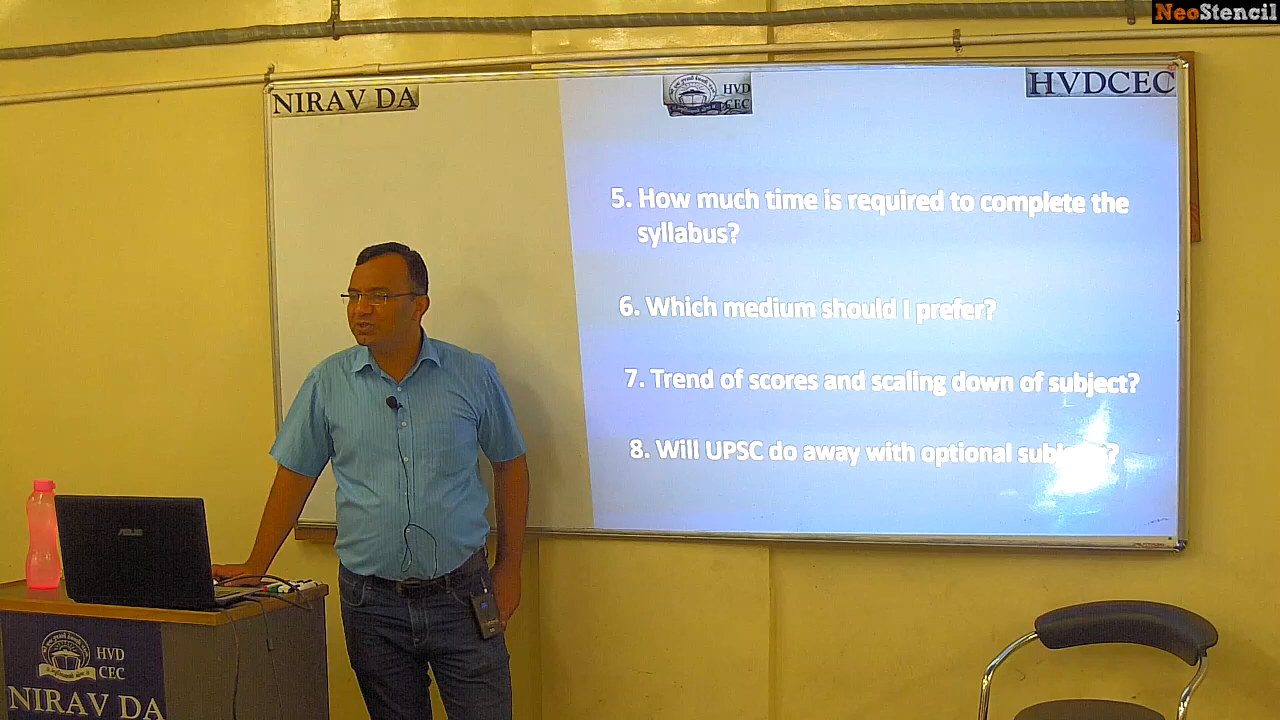 NeoStencil
NIRAV DA
HVD
CEC
HVDCEC
5. How much time is required to complete the
syllabus?
6. Which medium should I prefer?
7. Trend of scores and scaling down of subject?
8. Will UPSC do away with optional
ASUS
HVD
CEC
NIRAV DA